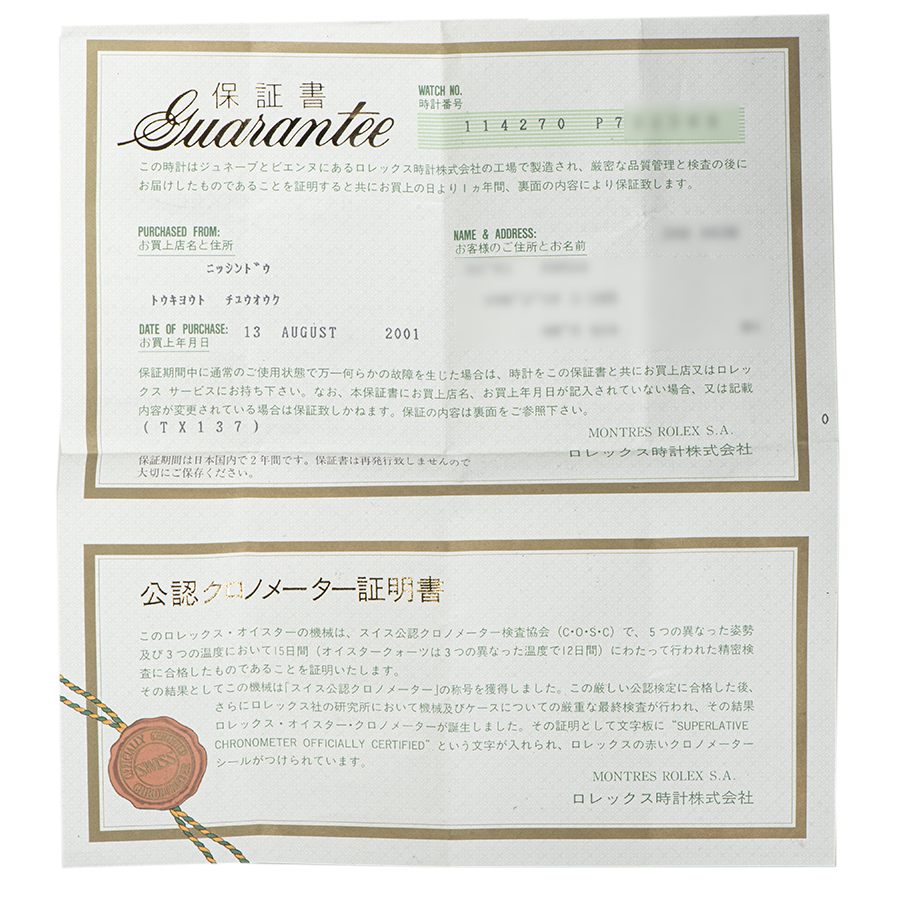 保証書
Guarantee
WATCH NO.
時計番号
114270 P7
この時計はジュネーブとビエンヌにあるロレックス時計株式会社の工場で製造され、厳密な品質管理と検査の後に
お届けしたものであることを証明すると共にお買上の日より1ヵ年間、裏面の内容により保証致します。
PURCHASED FROM:
お買上店名と住所
ニッシンドウ
トウキヨウト チユウオウク
NAME & ADDRESS:
お客様のご住所とお名前
DATE OF PURCHASE: 13 AUGUST 2001
お買上年月日
保証期間中に通常のご使用状態で万一何らかの故障を生じた場合は、時計をこの保証書と共にお買上店又はロレッ
クス サービスにお持ち下さい。なお、本保証書にお買上店名、お買上年月日が記入されていない場合、又は記載
内容が変更されている場合は保証致しかねます。保証の内容は裏面をご参照下さい。
(TX137)
MONTRES ROLEX S.A.
ロレックス時計株式会社
保証期間は日本国内で2年間です。保証書は再発行致しませんので
大切にご保存ください。
0
公認クロノメーター証明書
このロレックス・オイスターの機械は、スイス公認クロノメーター検査協会 (C・O・S・C) で、5つの異なった姿勢
及び3つの温度において15日間 (オイスタークォーツは3つの異なった温度で12日間) にわたって行われた精密検
査に合格したものであることを証明いたします。
その結果としてこの機械は「スイス公認クロノメーター」の称号を獲得しました。この厳しい公認検定に合格した後、
さらにロレックス社の研究所において機械及びケースについての厳重な最終検査が行われ、その結果
ロレックス・オイスター・クロノメーターが誕生しました。その証明として文字板に "SUPERLATIVE
CHRONOMETER OFFICIALLY CERTIFIED" という文字が入れられ、ロレックスの赤いクロノメーター
シールがつけられています。
OFFICIALLY CERTIFIED
SWISS
CHRONOMETER
MONTRES ROLEX S.A.
ロレックス時計株式会社